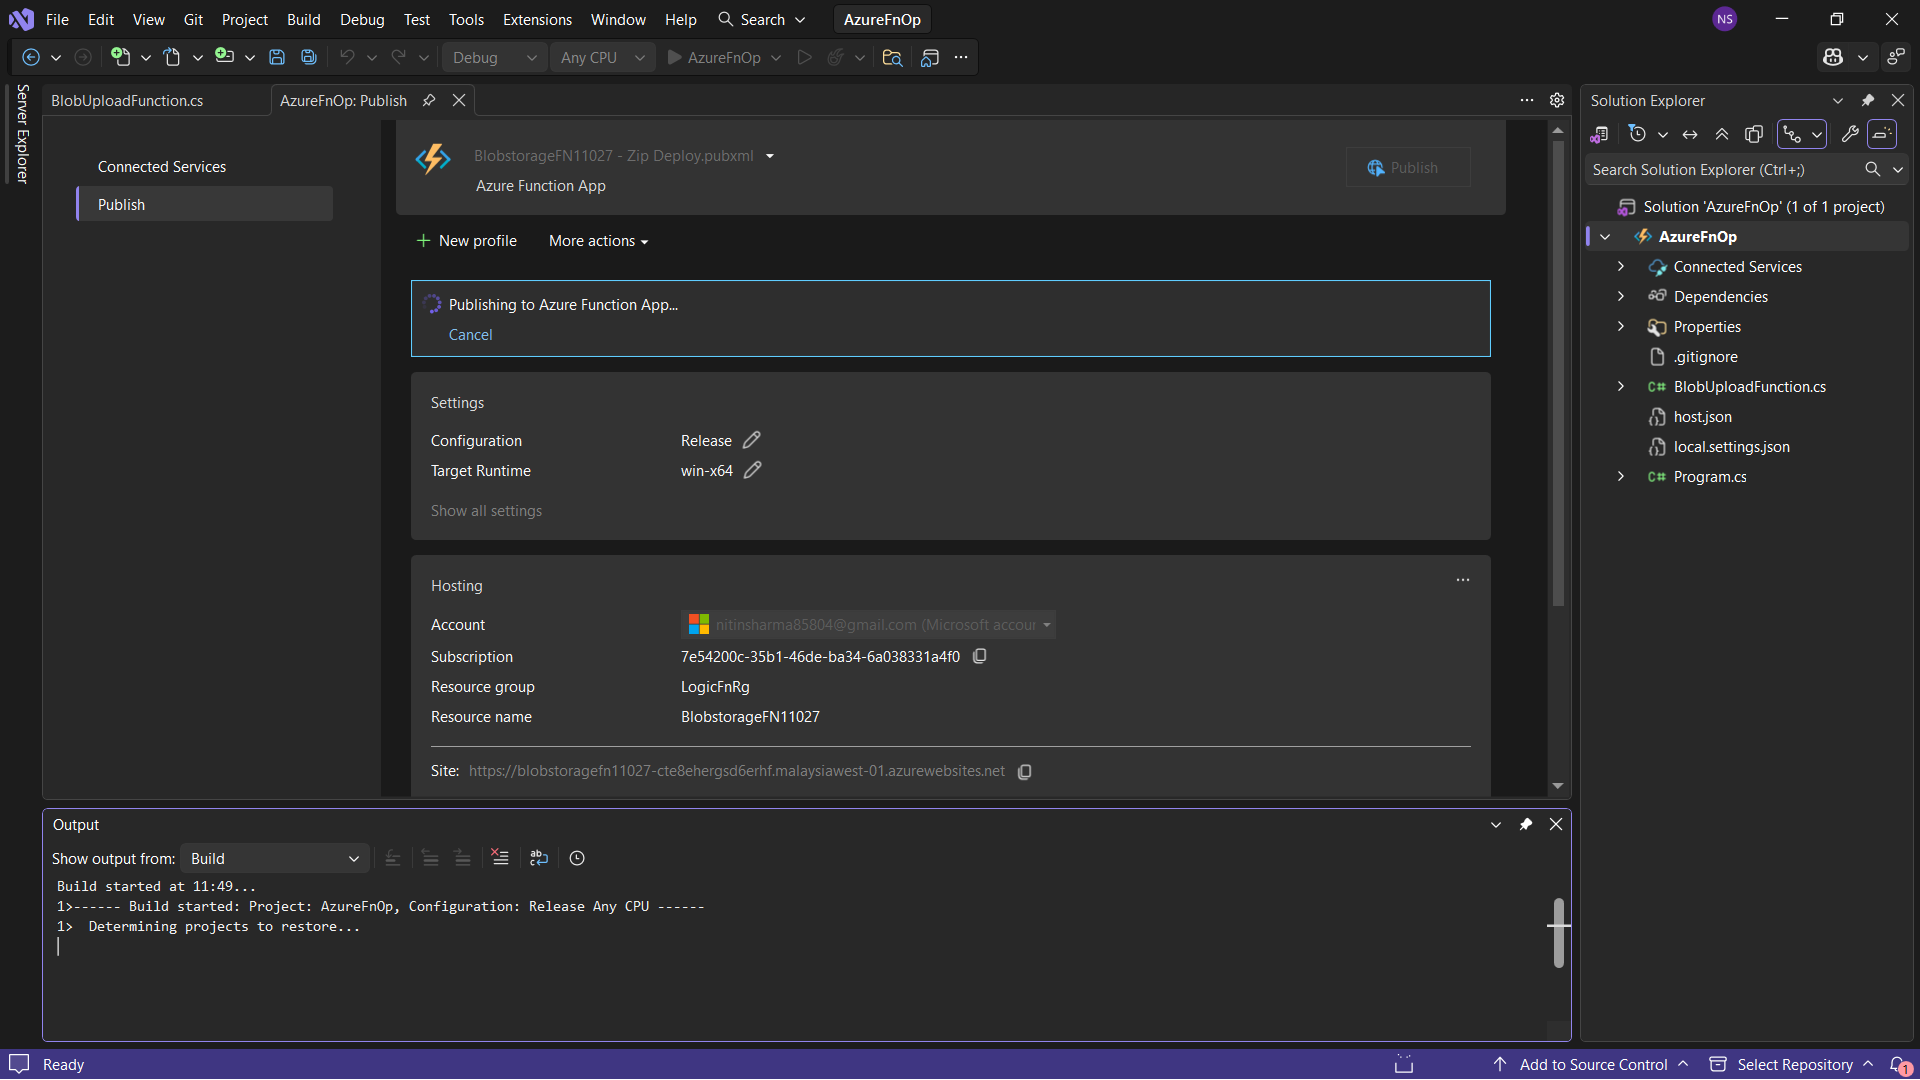 File Edit View Git Project Build Debug Test Tools Extensions Window Help Search AzureFnOp NS
Debug Any CPU AzureFnOp
Server Explorer
BlobUploadFunction.cs AzureFnOp: Publish
Connected Services
Publish
BlobstorageFN11027 - Zip Deploy.pubxml
Azure Function App
Publish
New profile More actions
Publishing to Azure Function App...
Cancel
Settings
Configuration Release
Target Runtime win-x64
Show all settings
Hosting
Account nitinsharma85804@gmail.com (Microsoft accour
Subscription 7e54200c-35b1-46de-ba34-6a038331a4f0
Resource group LogicFnRg
Resource name BlobstorageFN11027
Site: https://blobstoragefn11027-cte8ehergsd6erhf.malaysiawest-01.azurewebsites.net
Output
Show output from: Build
Build started at 11:49...
1>------ Build started: Project: AzureFnOp, Configuration: Release Any CPU ------
1>  Determining projects to restore...
Solution Explorer
Search Solution Explorer (Ctrl+;)
Solution 'AzureFnOp' (1 of 1 project)
AzureFnOp
Connected Services
Dependencies
Properties
.gitignore
C# BlobUploadFunction.cs
host.json
local.settings.json
C# Program.cs
Ready Add to Source Control Select Repository 1